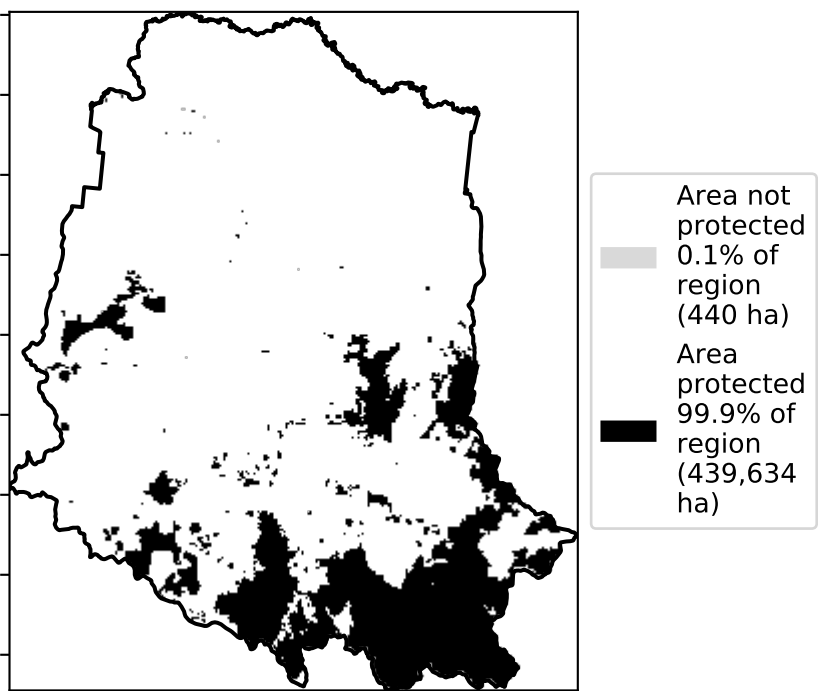 Area not
protected
0.1% of
region
(440 ha)
Area
protected
99.9% of
region
(439,634
ha)